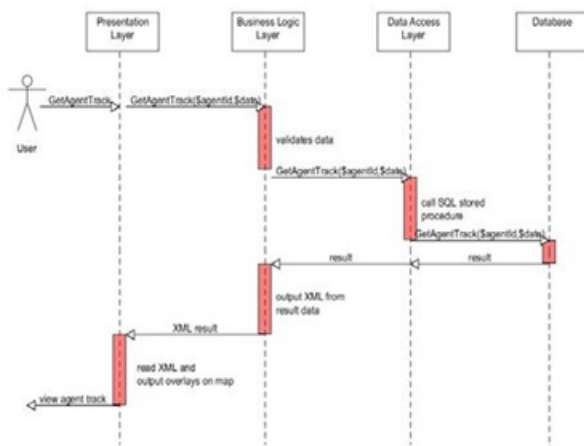 Presentation
Layer
Business Logic
Layer
Data Access
Layer
Database
GetAgentTrack
GetAgentTrack($agentId,$date)
User
validates data
GetAgentTrack($agentId,$date)
call SQL stored
procedure
GetAgentTrack($agentId,$date)
result
result
output XML from
result data
XML result
read XML and
output overlays on map
view agent track